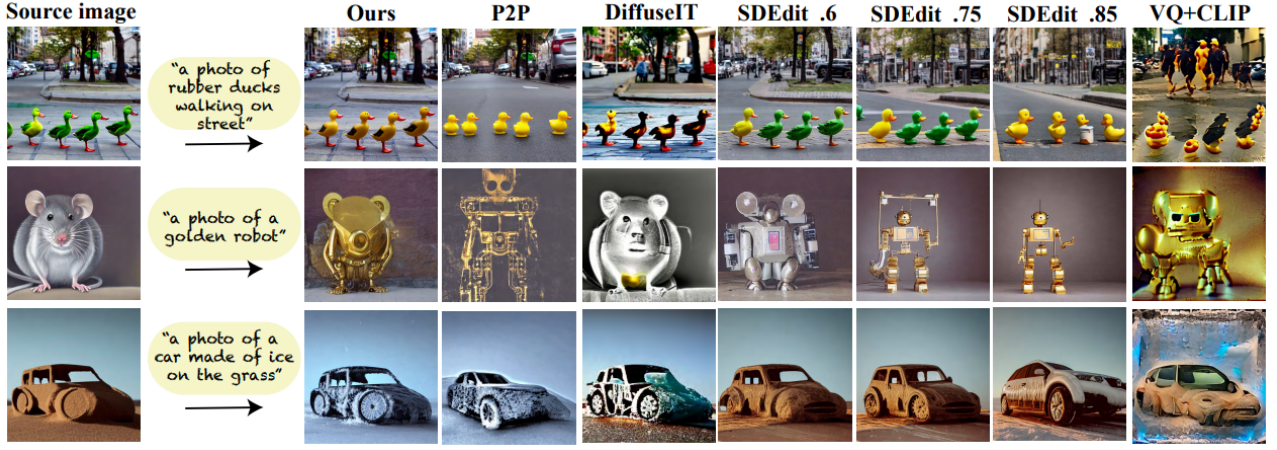 Source image
Ours
P2P
DiffuseIT
SDEdit .6
SDEdit .75
SDEdit .85
VQ+CLIP
“a photo of
rubber ducks
walking on
street”
“a photo of a
golden robot”
“a photo of a
car made of ice
on the grass”